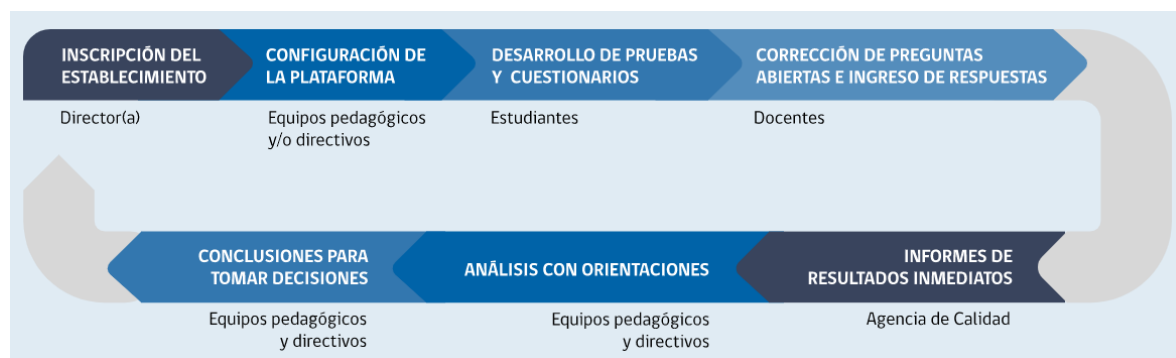 INSCRIPCIÓN DEL
ESTABLECIMIENTO
Director(a)
CONFIGURACIÓN DE
LA PLATAFORMA
Equipos pedagógicos
y/o directivos
DESARROLLO DE PRUEBAS
Y CUESTIONARIOS
Estudiantes
CORRECCIÓN DE PREGUNTAS
ABIERTAS E INGRESO DE RESPUESTAS
Docentes
INFORMES DE
RESULTADOS INMEDIATOS
Agencia de Calidad
ANÁLISIS CON ORIENTACIONES
Equipos pedagógicos
y directivos
CONCLUSIONES PARA
TOMAR DECISIONES
Equipos pedagógicos
y directivos